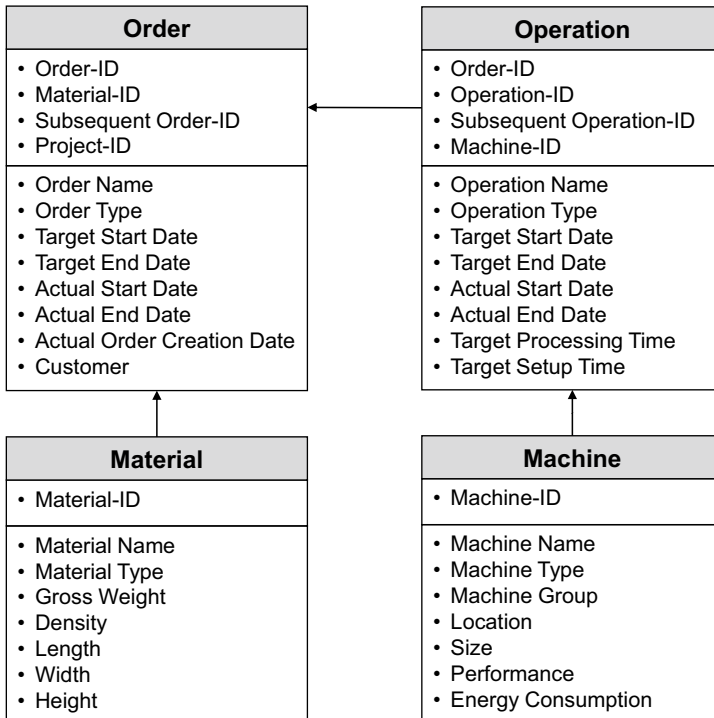 Order
• Order-ID
• Material-ID
• Subsequent Order-ID
• Project-ID
• Order Name
• Order Type
• Target Start Date
• Target End Date
• Actual Start Date
• Actual End Date
• Actual Order Creation Date
• Customer
Operation
• Order-ID
• Operation-ID
• Subsequent Operation-ID
• Machine-ID
• Operation Name
• Operation Type
• Target Start Date
• Target End Date
• Actual Start Date
• Actual End Date
• Target Processing Time
• Target Setup Time
Material
• Material-ID
• Material Name
• Material Type
• Gross Weight
• Density
• Length
• Width
• Height
Machine
• Machine-ID
• Machine Name
• Machine Type
• Machine Group
• Location
• Size
• Performance
• Energy Consumption